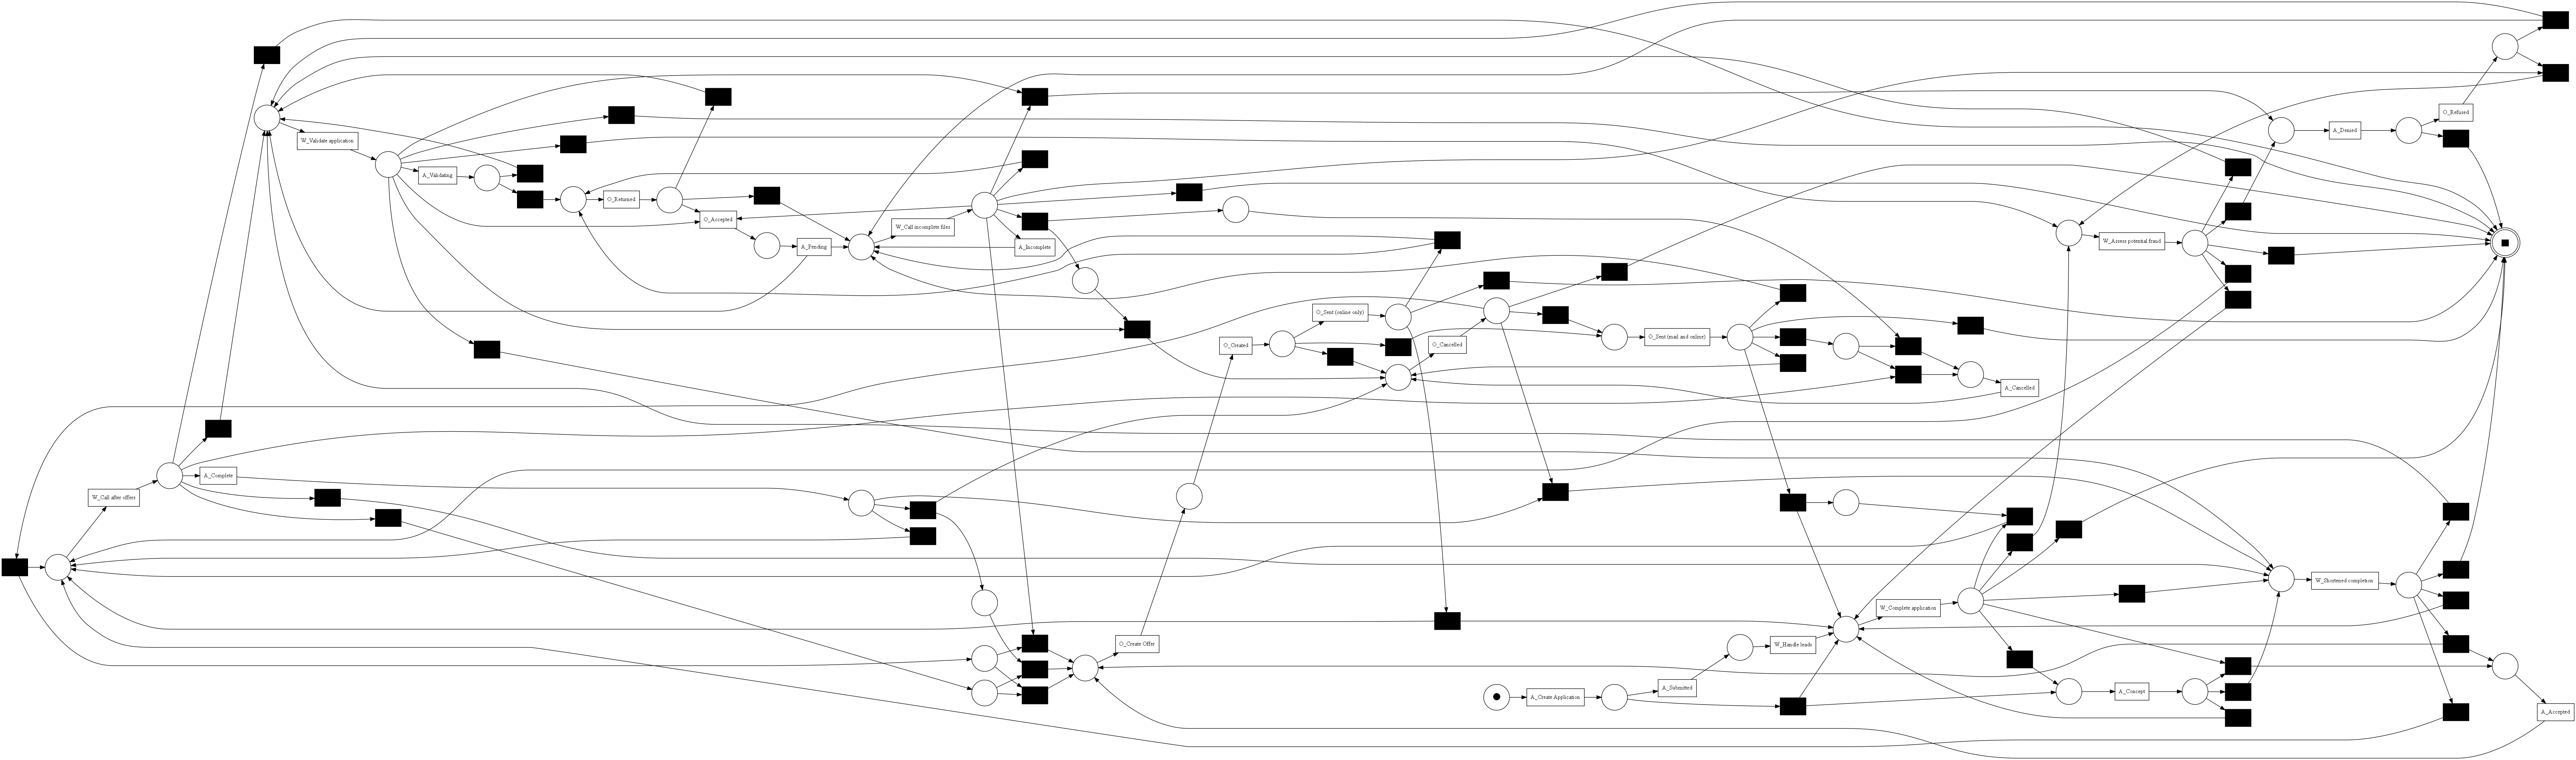 O_Refused
A_Denied
W_Validate application
A_Validating
O_Returned
O_Accepted
W_Call incomplete files
A_Pending
A_Incomplete
W_Assess potential fraud
O_Sent (online only)
O_Created
O_Cancelled
O_Sent (mail and online)
A_Cancelled
A_Complete
W_Call after offers
W_Shortened completion
W_Complete application
O_Create Offer
W_Handle leads
A_Submitted
A_Create Application
A_Concept
A_Accepted